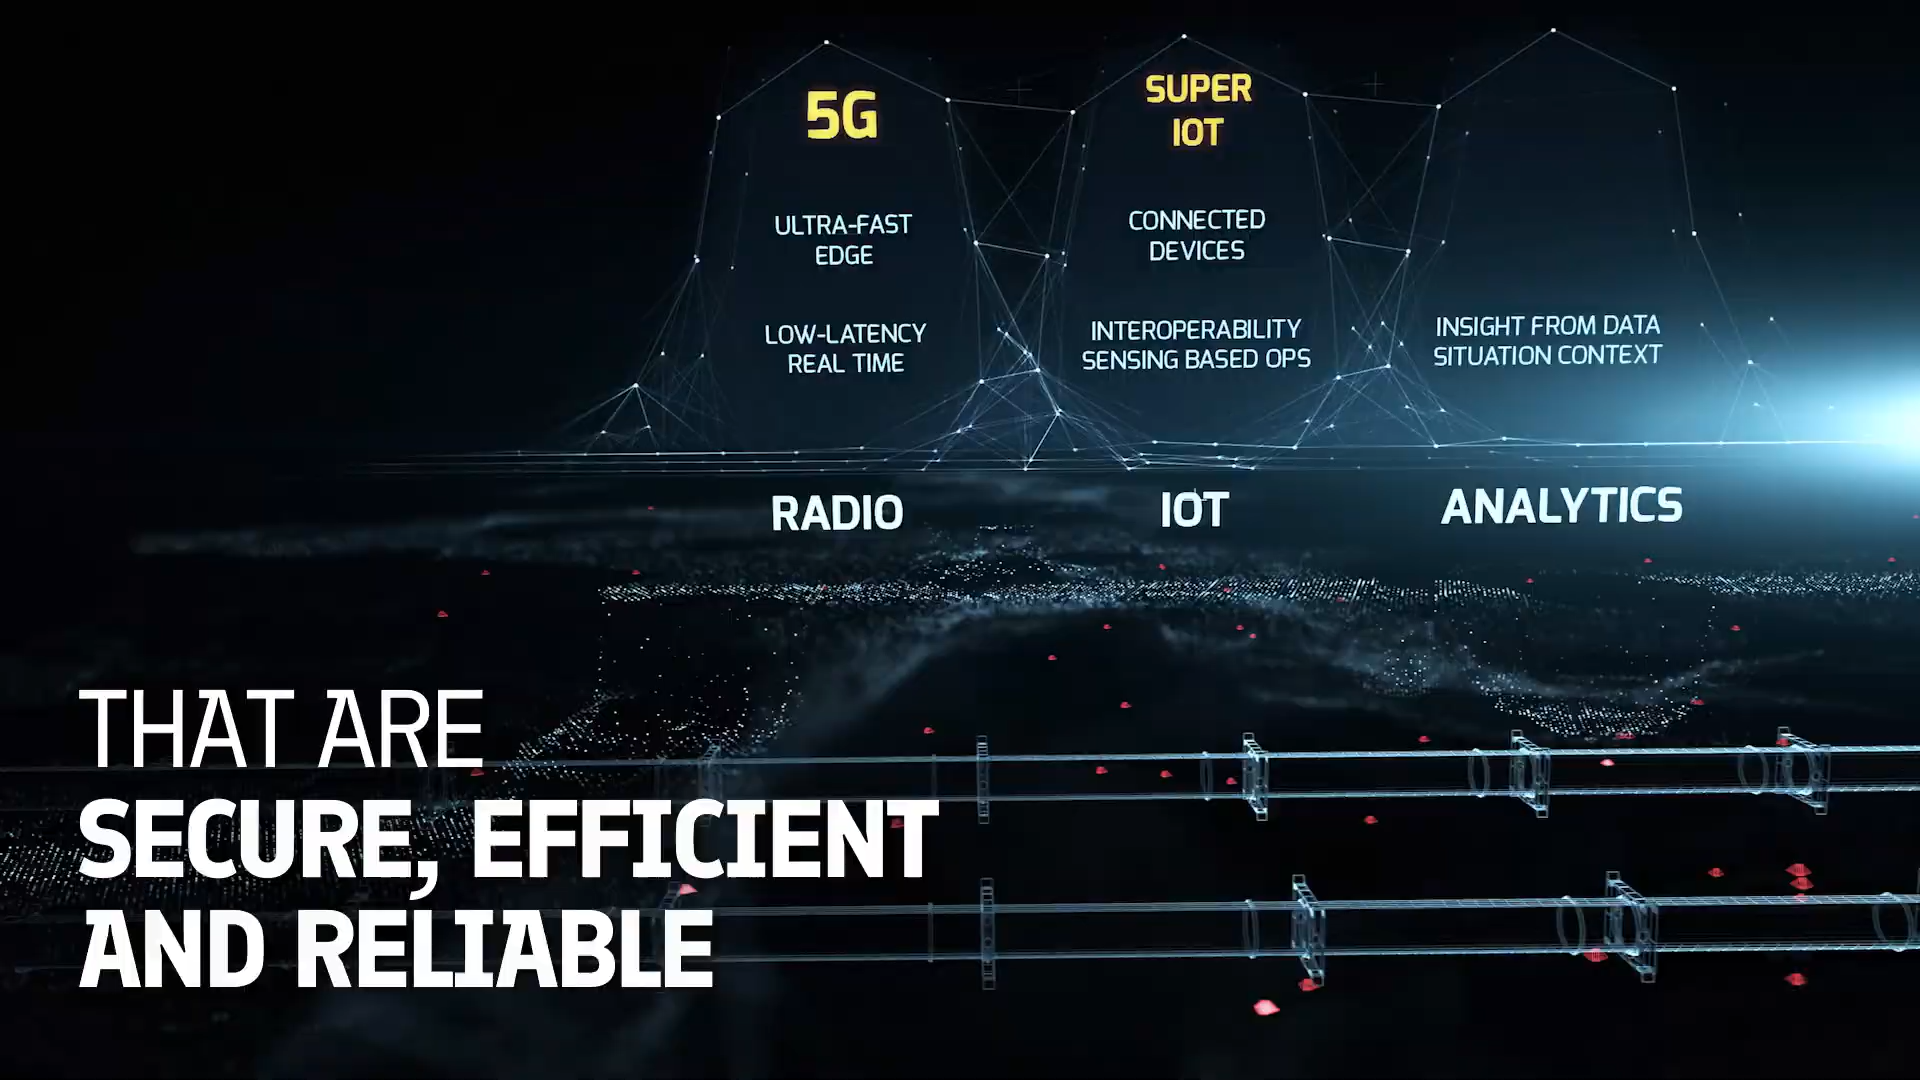 5G
ULTRA-FAST
EDGE
LOW-LATENCY
REAL TIME
RADIO
SUPER
IOT
CONNECTED
DEVICES
INTEROPERABILITY
SENSING BASED OPS
IOT
INSIGHT FROM DATA
SITUATION CONTEXT
ANALYTICS
THAT ARE
SECURE, EFFICIENT
AND RELIABLE